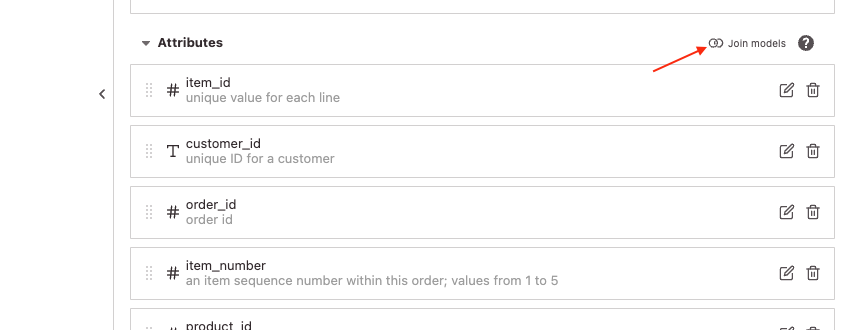 Attributes
Join models ?
# item_id
unique value for each line
T customer_id
unique ID for a customer
# order_id
order id
# item_number
an item sequence number within this order; values from 1 to 5
product_id